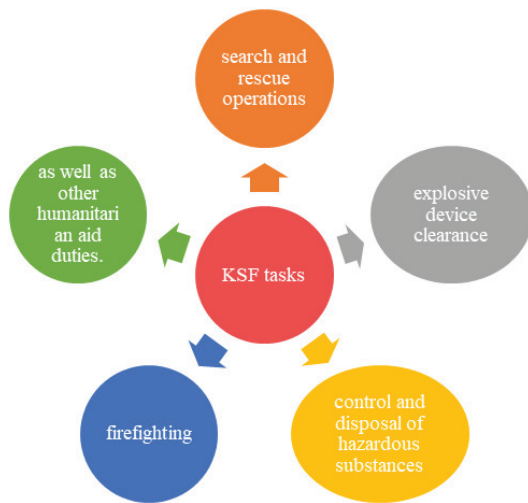 search and
rescue
operations
as well as
other
humanitari
an aid
duties.
explosive
device
clearance
KSF tasks
firefighting
control and
disposal of
hazardous
substances